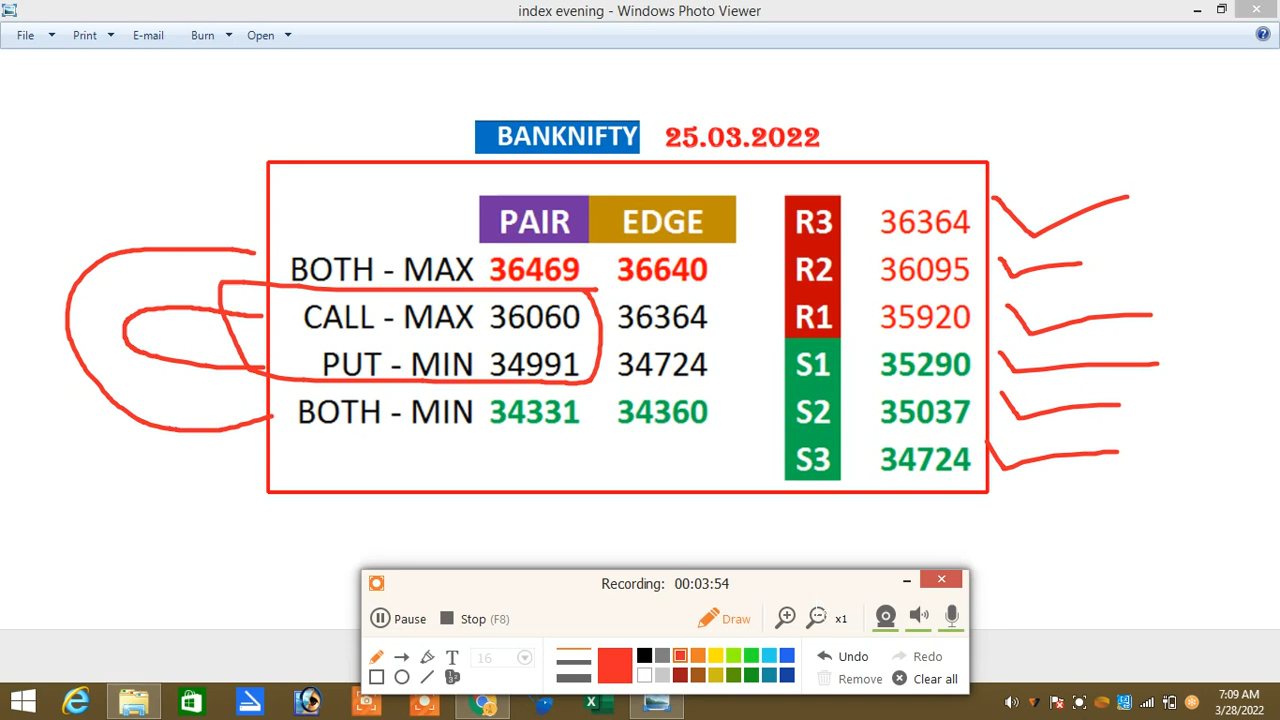 index evening - Windows Photo Viewer
File Print E-mail Burn Open
BANKNIFTY 25.03.2022
PAIR EDGE R3 36364
BOTH - MAX 36469 36640 R2 36095
CALL - MAX 36060 36364 R1 35920
PUT - MIN 34991 34724 S1 35290
BOTH - MIN 34331 34360 S2 35037
S3 34724
Recording: 00:03:54
Pause Stop (F8) Draw x1
T 16 Undo Redo
Remove Clear all
7:09 AM
3/28/2022